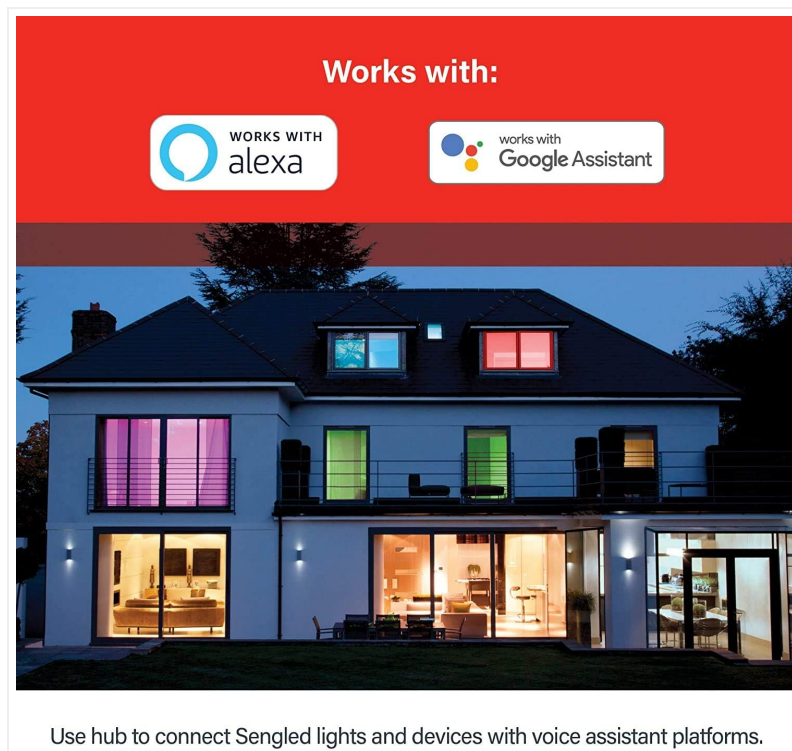 Works with:
WORKS WITH
alexa
works with
Google Assistant
Use hub to connect Sengled lights and devices with voice assistant platforms.